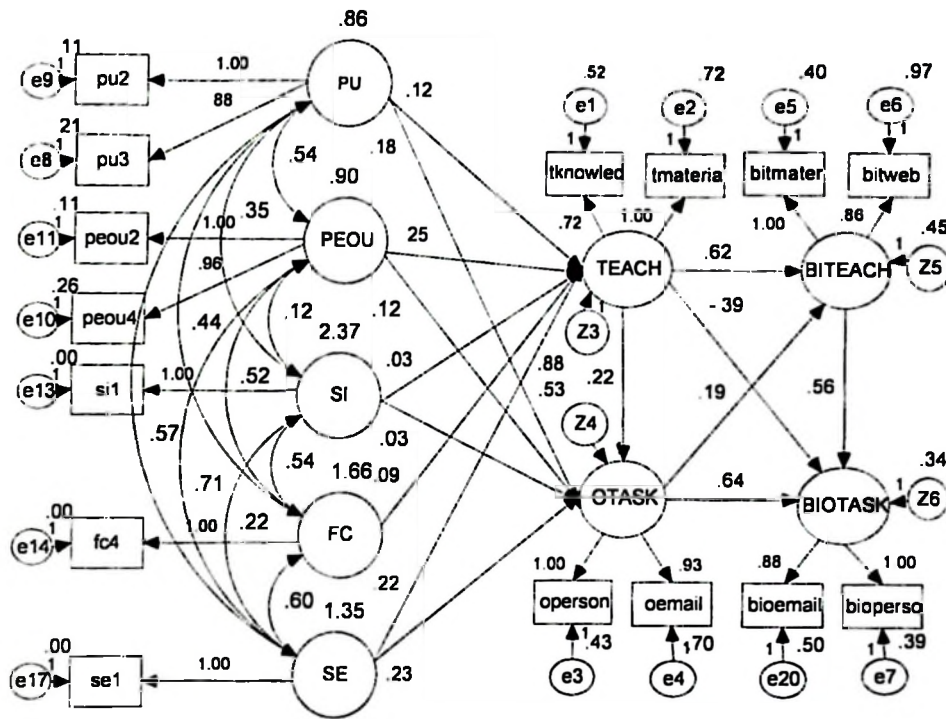 .86
.11
e9 1 pu2 1.00 PU .12
.88
.21
e8 1 pu3 .18
.54
.90
.11
e11 1 peou2 1.00 PEOU .25
.35
.96
.26
e10 1 peou4 .44 .12 .12
2.37
.00
e13 1 si1 1.00 .52 SI .03
.03
.57 .71 .54 1.66 .09
.00
e14 1 fc4 1.00 .22 FC
.22
.60 1.35
.00
e17 1 se1 1.00 SE .23
.52 .72 .40 .97
e1 e2 e5 e6
1 1 1 1
tknowled tmateria bitmater bitweb
.72 1.00 1.00 .86 .45
TEACH .62 BITEACH 1 Z5
1
Z3 -.39
.88
.53 .22 .19 .56
Z4
1 .34
OTASK .64 BIOTASK 1 Z6
1.00 .93 .88 1.00
operson oemail bioemail bioperso
1 .43 1 .70 1 .50 1 .39
e3 e4 e20 e7